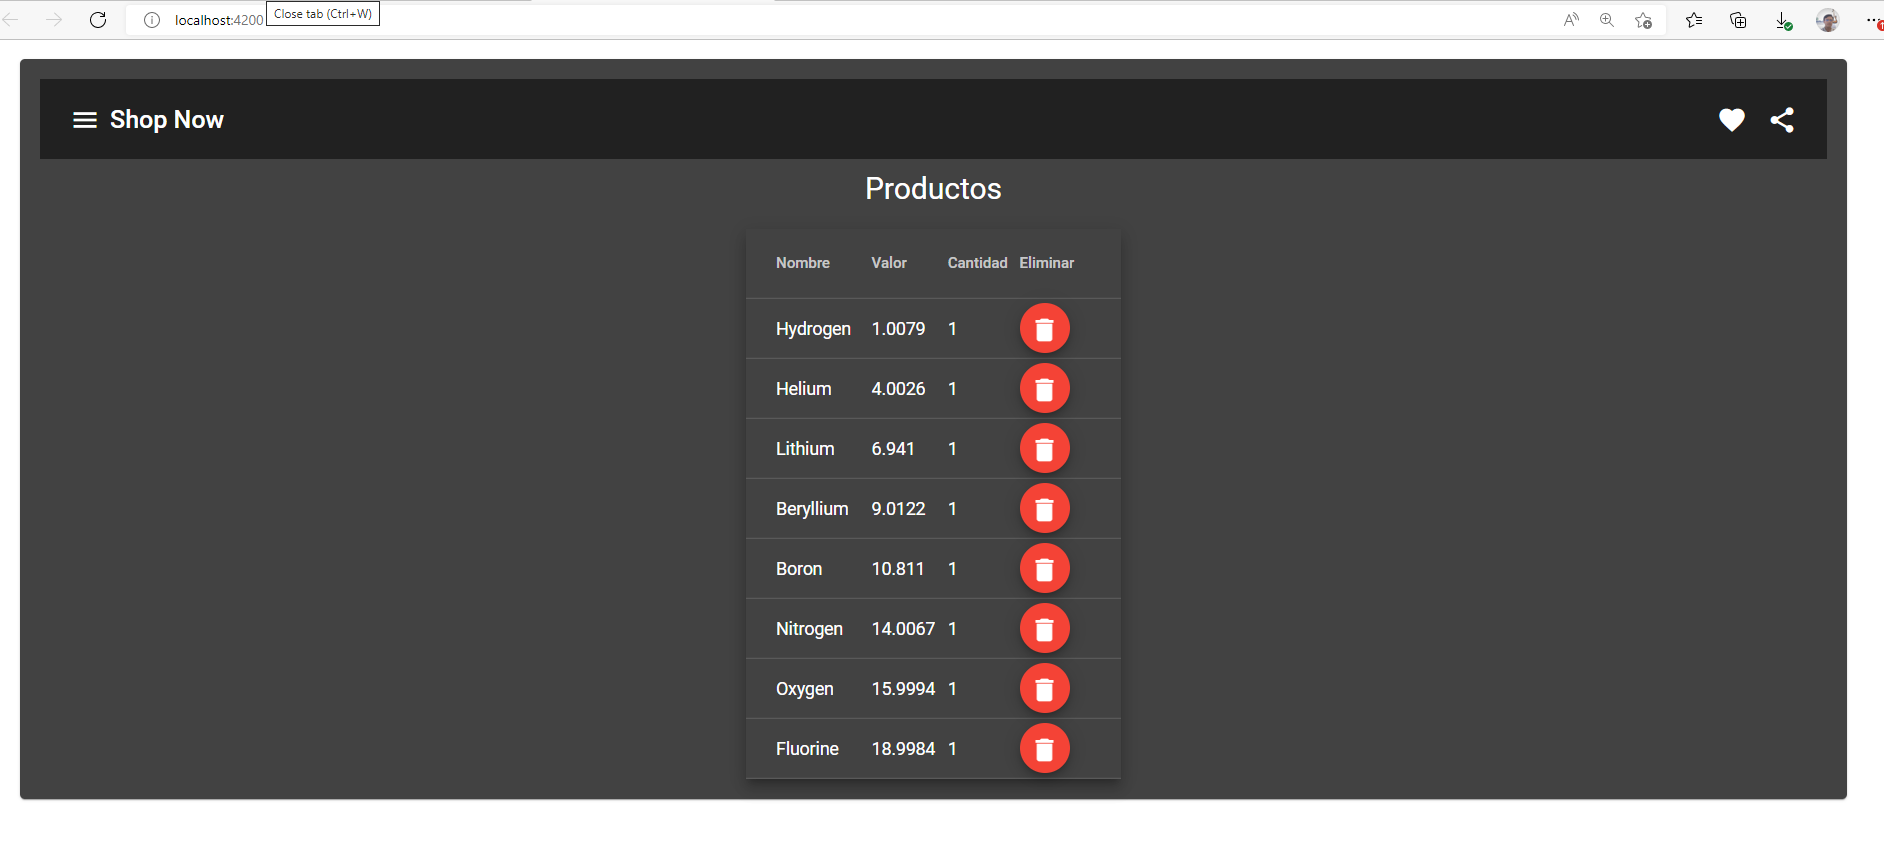 localhost:4200
Close tab (Ctrl+W)
Shop Now
Productos
Nombre Valor Cantidad Eliminar
Hydrogen 1.0079 1
Helium 4.0026 1
Lithium 6.941 1
Beryllium 9.0122 1
Boron 10.811 1
Nitrogen 14.0067 1
Oxygen 15.9994 1
Fluorine 18.9984 1